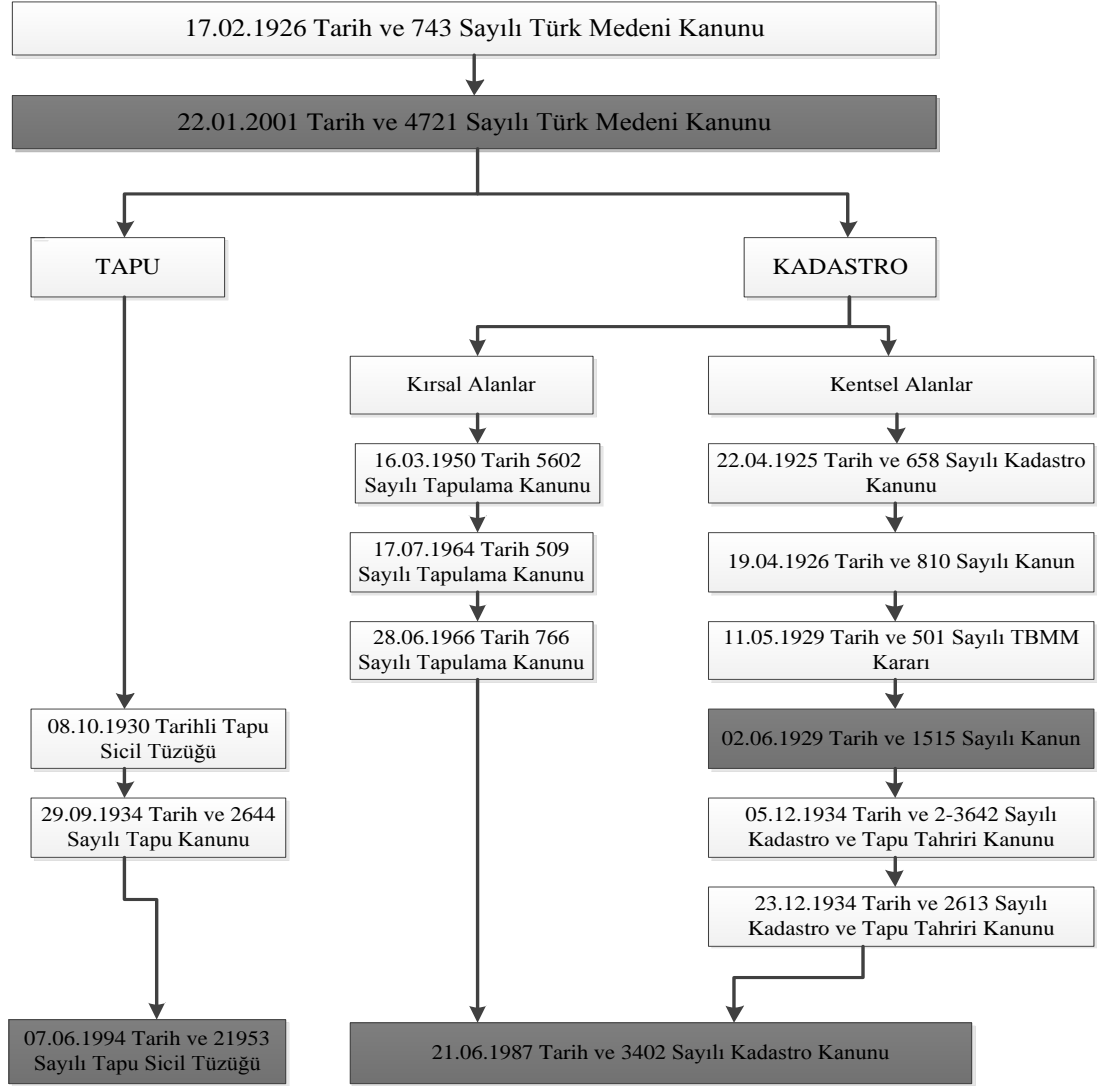 17.02.1926 Tarih ve 743 Sayılı Türk Medeni Kanunu
22.01.2001 Tarih ve 4721 Sayılı Türk Medeni Kanunu
TAPU
KADASTRO
Kırsal Alanlar
Kentsel Alanlar
16.03.1950 Tarih 5602
Sayılı Tapulama Kanunu
22.04.1925 Tarih ve 658 Sayılı Kadastro
Kanunu
17.07.1964 Tarih 509
Sayılı Tapulama Kanunu
19.04.1926 Tarih ve 810 Sayılı Kanun
28.06.1966 Tarih 766
Sayılı Tapulama Kanunu
11.05.1929 Tarih ve 501 Sayılı TBMM
Kararı
08.10.1930 Tarihli Tapu
Sicil Tüzüğü
02.06.1929 Tarih ve 1515 Sayılı Kanun
29.09.1934 Tarih ve 2644
Sayılı Tapu Kanunu
05.12.1934 Tarih ve 2-3642 Sayılı
Kadastro ve Tapu Tahriri Kanunu
23.12.1934 Tarih ve 2613 Sayılı
Kadastro ve Tapu Tahriri Kanunu
07.06.1994 Tarih ve 21953
Sayılı Tapu Sicil Tüzüğü
21.06.1987 Tarih ve 3402 Sayılı Kadastro Kanunu